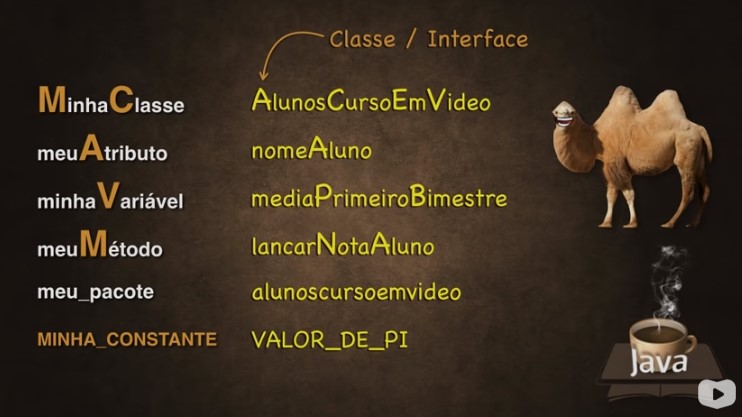 Classe / Interface
MinhaClasse AlunosCursoEmVideo
meuAtributo nomeAluno
minhaVariável mediaPrimeiroBimestre
meuMétodo lancarNotaAluno
meu_pacote alunoscursoemvideo
MINHA_CONSTANTE VALOR_DE_PI
Java